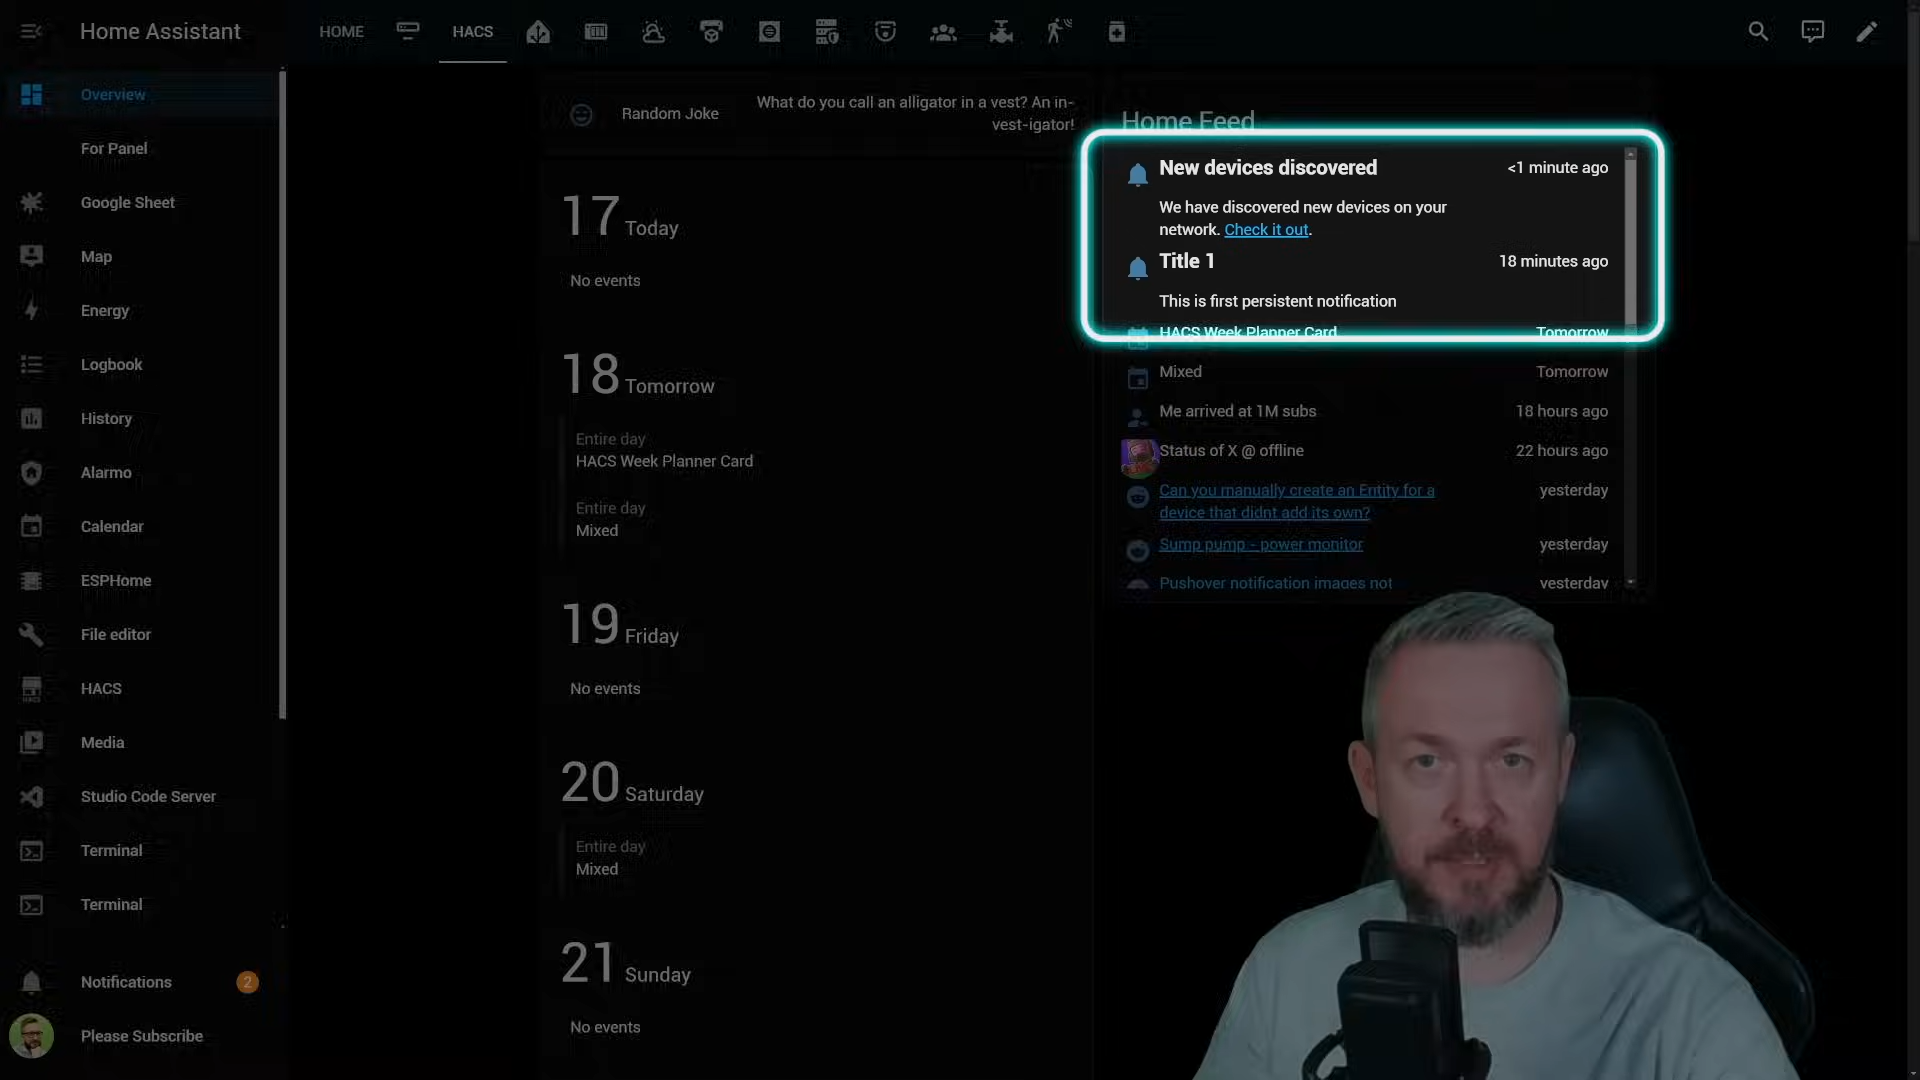 Home Assistant
HOME
HACS
Overview
For Panel
Google Sheet
Map
Energy
Logbook
History
Alarmo
Calendar
ESPHome
File editor
HACS
Media
Studio Code Server
Terminal
Terminal
Notifications
2
Please Subscribe
Random Joke
What do you call an alligator in a vest? An in-
vest-igator!
17 Today
No events
18 Tomorrow
Entire day
HACS Week Planner Card
Entire day
Mixed
19 Friday
No events
20 Saturday
Entire day
Mixed
21 Sunday
No events
Home Feed
New devices discovered <1 minute ago
We have discovered new devices on your
network. Check it out.
Title 1 18 minutes ago
This is first persistent notification
HACS Week Planner Card Tomorrow
Mixed Tomorrow
Me arrived at 1M subs 18 hours ago
Status of X @ offline 22 hours ago
Can you manually create an Entity for a yesterday
device that didnt add its own?
Sump pump - power monitor yesterday
Pushover notification images not yesterday